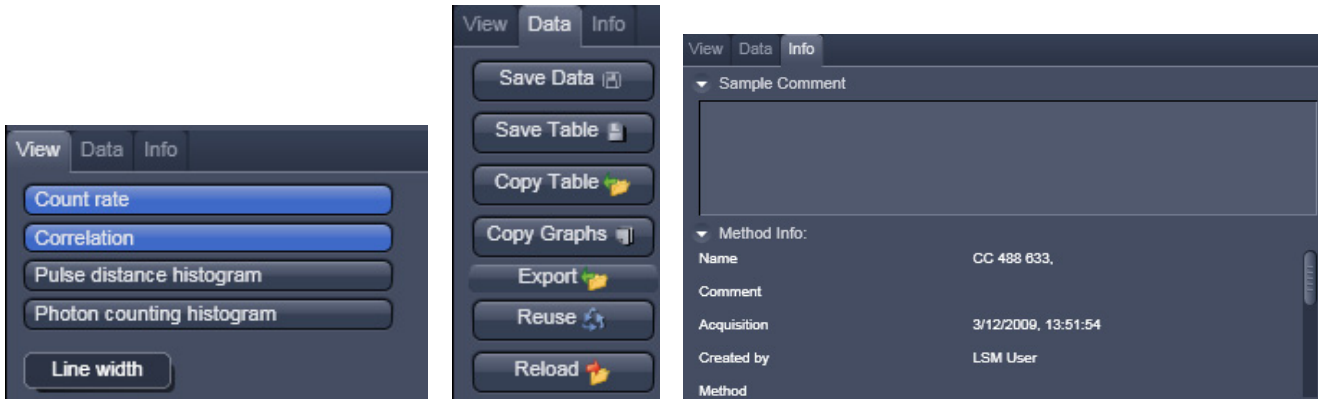 View Data Info
Count rate
Correlation
Pulse distance histogram
Photon counting histogram
Line width
View Data Info
Save Data
Save Table
Copy Table
Copy Graphs
Export
Reuse
Reload
View Data Info
Sample Comment
Method Info:
Name CC 488 633,
Comment
Acquisition 3/12/2009, 13:51:54
Created by LSM User
Method